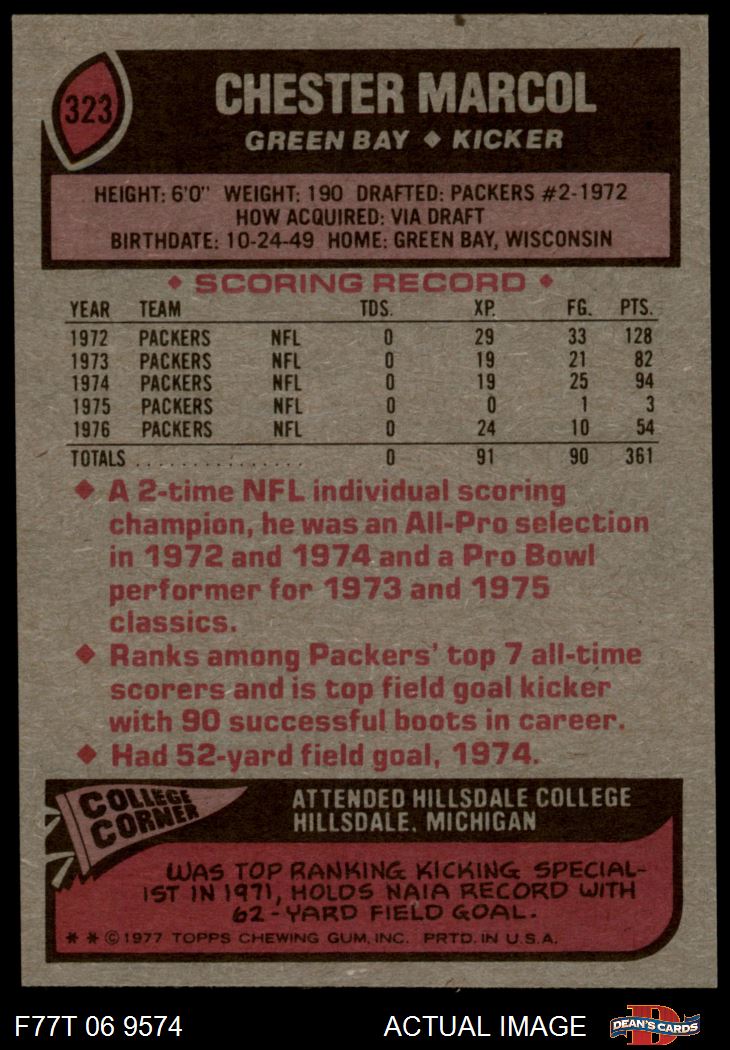 323
CHESTER MARCOL
GREEN BAY ◆ KICKER
HEIGHT: 6'0" WEIGHT: 190 DRAFTED: PACKERS #2-1972
HOW ACQUIRED: VIA DRAFT
BIRTHDATE: 10-24-49 HOME: GREEN BAY, WISCONSIN
◆ SCORING RECORD ◆
YEAR TEAM TDS. XP. FG. PTS.
1972 PACKERS NFL 0 29 33 128
1973 PACKERS NFL 0 19 21 82
1974 PACKERS NFL 0 19 25 94
1975 PACKERS NFL 0 0 1 3
1976 PACKERS NFL 0 24 10 54
TOTALS . . . . . . . . . . . . . . . 0 91 90 361
◆ A 2-time NFL individual scoring
champion, he was an All-Pro selection
in 1972 and 1974 and a Pro Bowl
performer for 1973 and 1975
classics.
◆ Ranks among Packers' top 7 all-time
scorers and is top field goal kicker
with 90 successful boots in career.
◆ Had 52-yard field goal, 1974.
COLLEGE
CORNER
ATTENDED HILLSDALE COLLEGE
HILLSDALE, MICHIGAN
WAS TOP RANKING KICKING SPECIAL-
IST IN 1971, HOLDS NAIA RECORD WITH
62-YARD FIELD GOAL.
* * © 1977 TOPPS CHEWING GUM, INC. PRTD. IN U.S.A.
F77T 06 9574 ACTUAL IMAGE
D
DEAN'S CARDS